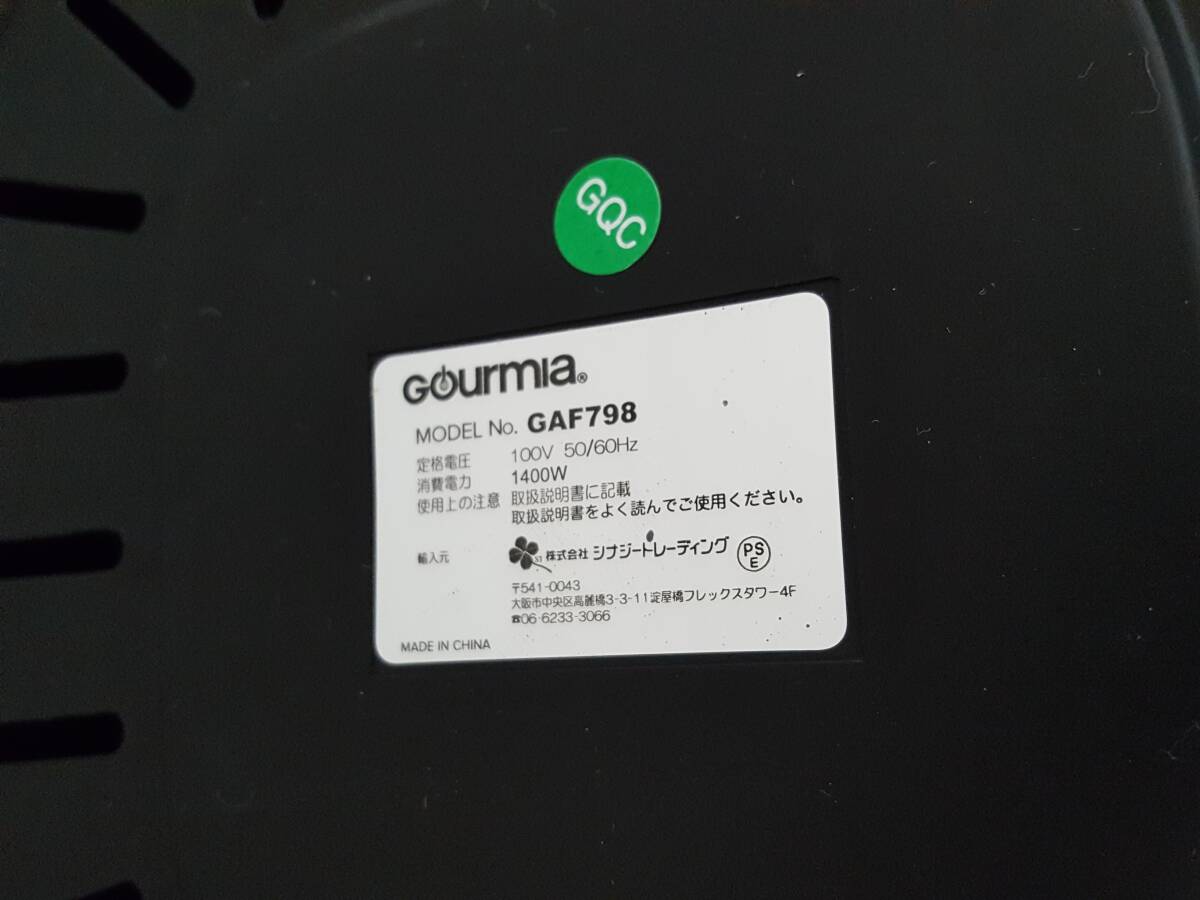 GQC
Gourmia®
MODEL No. GAF798
定格電圧 100V 50/60Hz
消費電力 1400W
使用上の注意 取扱説明書に記載
取扱説明書をよく読んでご使用ください。
輸入元 ST 株式会社 シナジートレーディング PSE
〒541-0043
大阪市中央区高麗橋3-3-11淀屋橋フレックスタワー4F
☎06-6233-3066
MADE IN CHINA